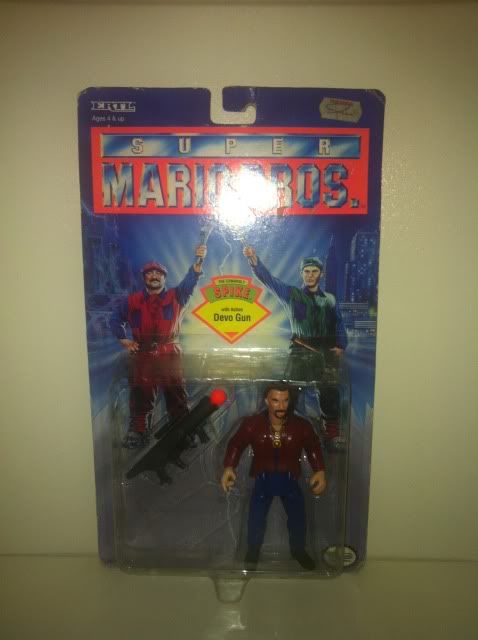 ERTL
Ages 4 & up
SUPER
MARIO BROS.
SPIKE
with Action
Devo Gun